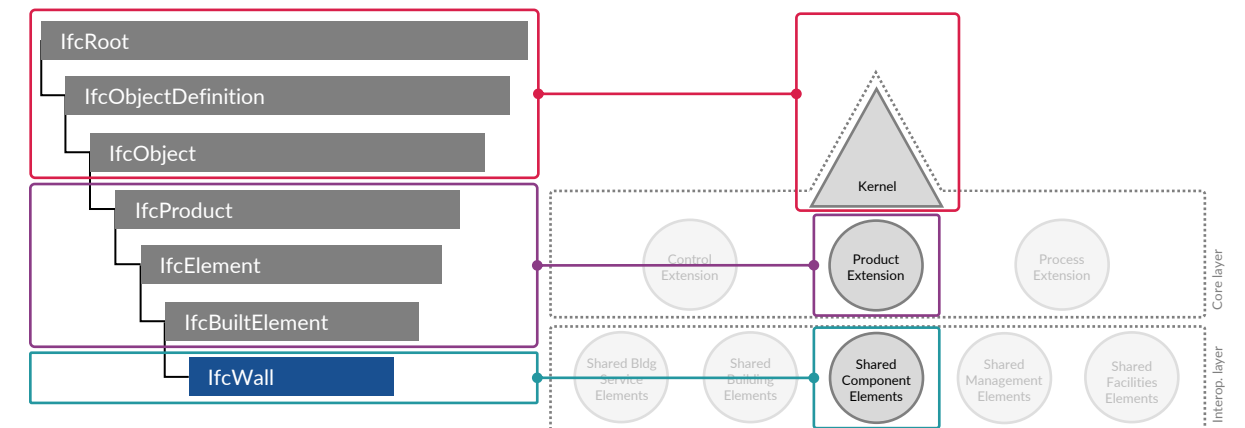 IfcRoot
IfcObjectDefinition
IfcObject
IfcProduct
IfcElement
IfcBuiltElement
IfcWall
Kernel
Control
Extension
Product
Extension
Process
Extension
Core layer
Shared Bldg
Service
Elements
Shared
Building
Elements
Shared
Component
Elements
Shared
Management
Elements
Shared
Facilities
Elements
Interop. layer